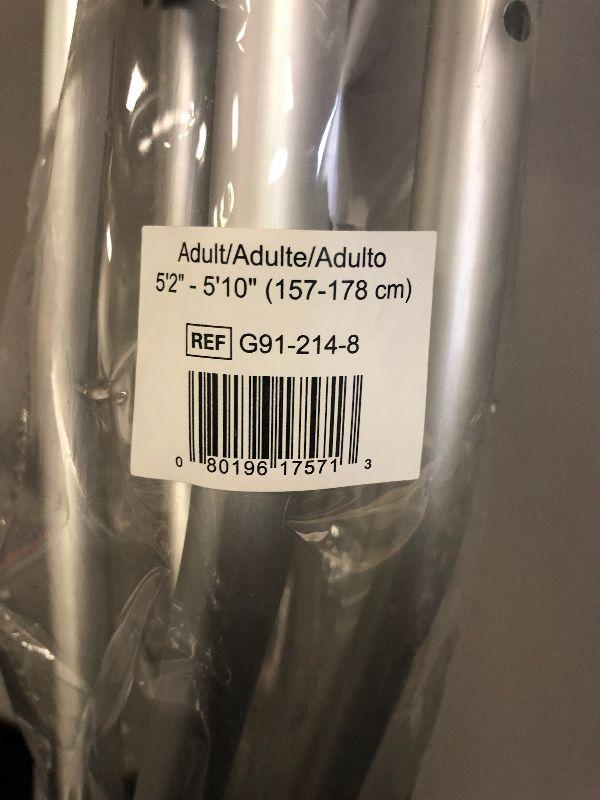 Adult/Adulte/Adulto
5'2" - 5'10" (157-178 cm)
REF G91-214-8
0 80196 17571 3